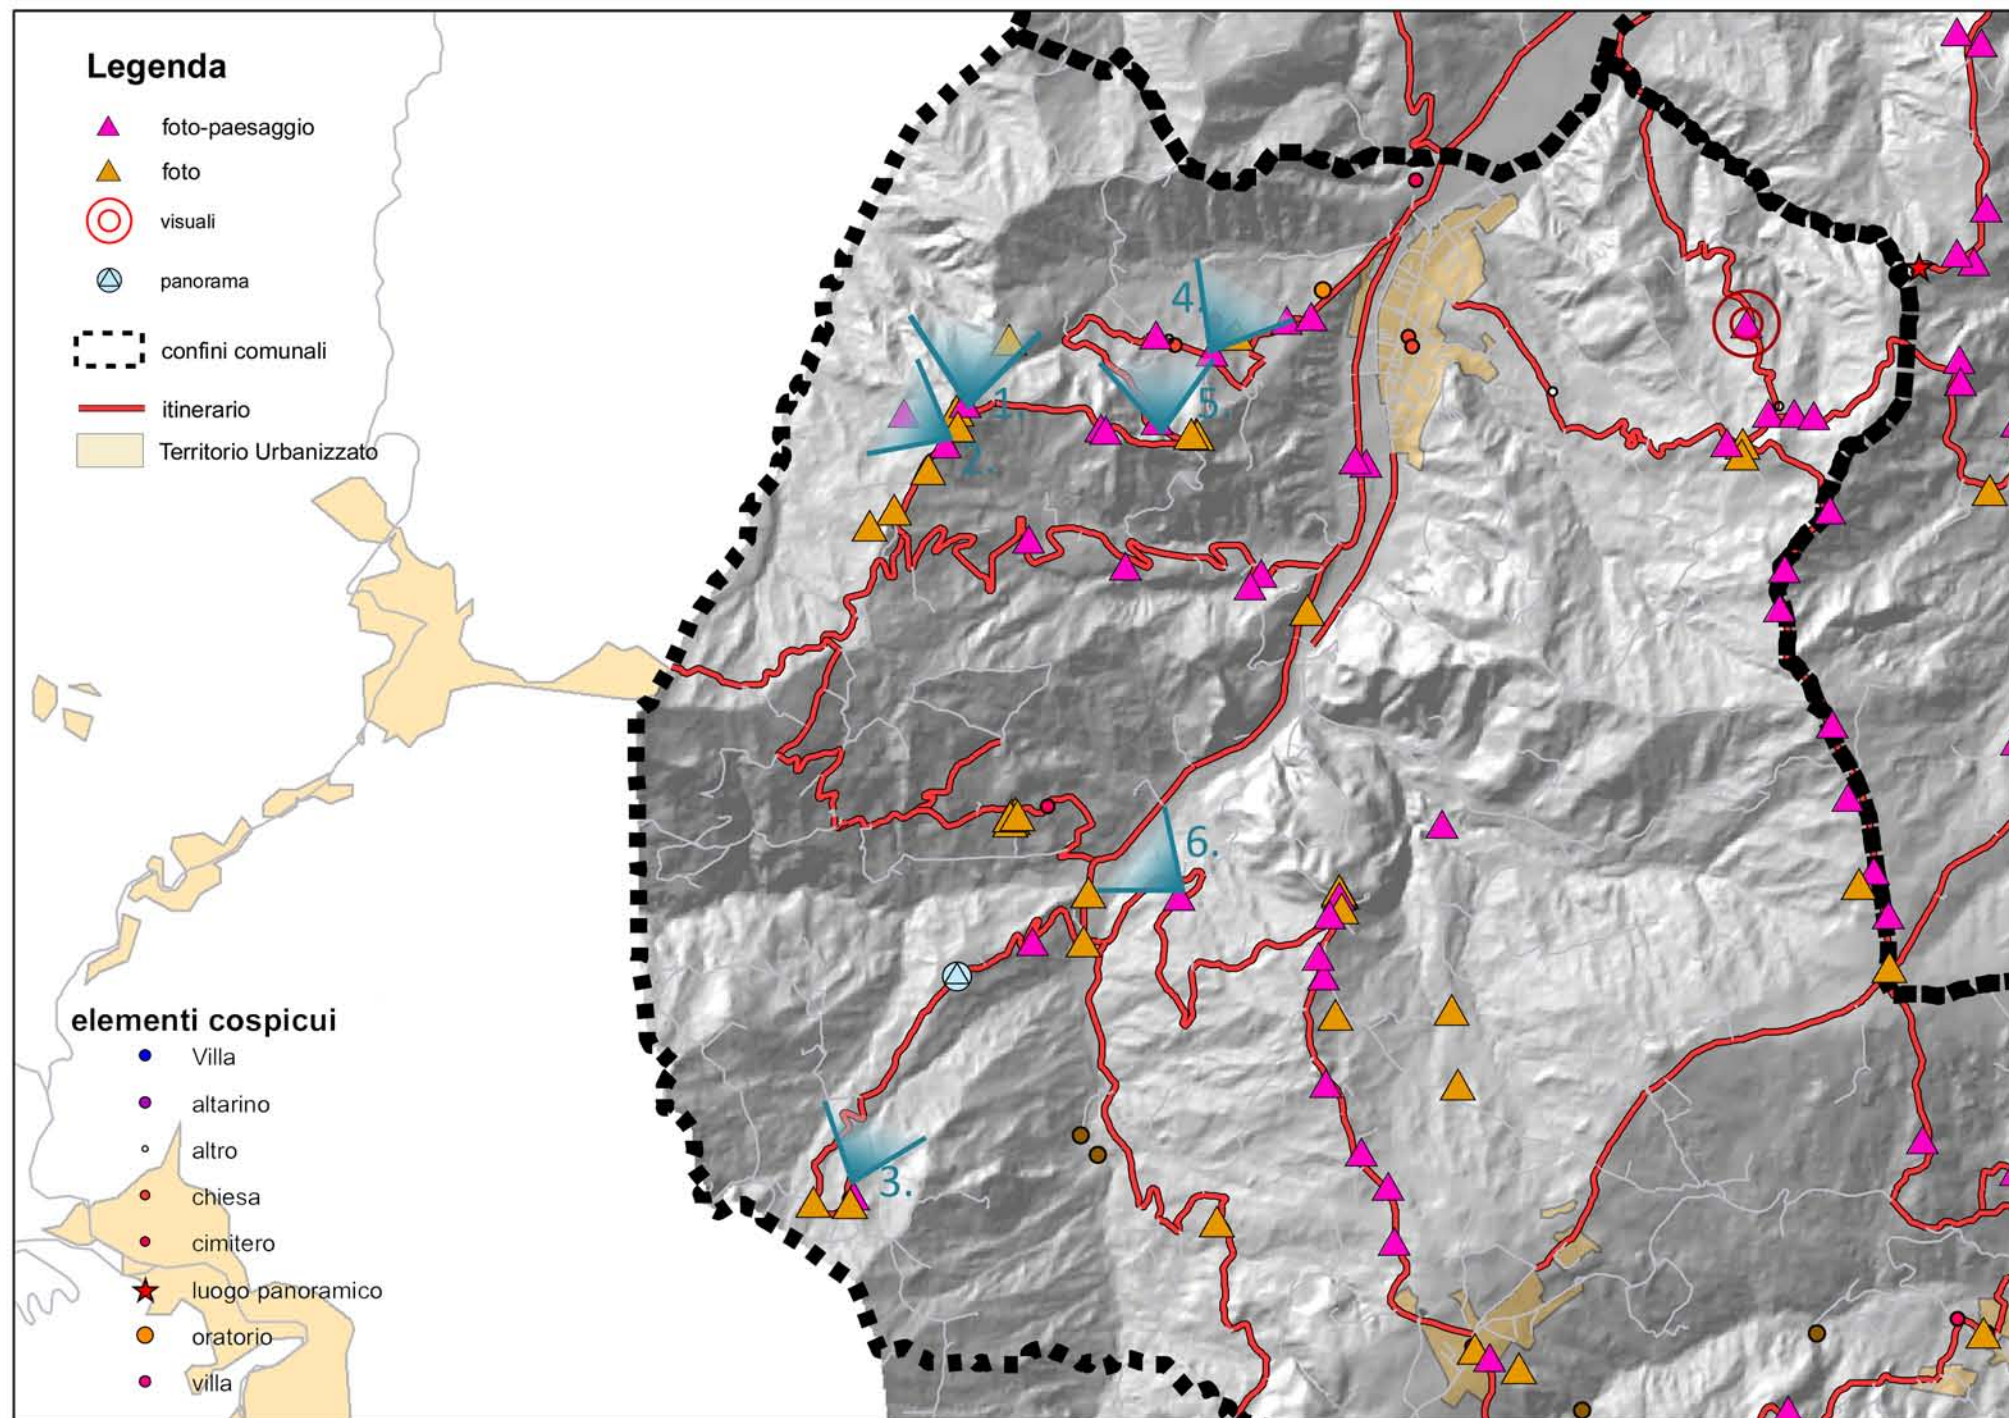 Legenda
foto-paesaggio
foto
visuali
panorama
confini comunali
itinerario
Territorio Urbanizzato
elementi cospicui
Villa
altarino
altro
chiesa
cimitero
luogo panoramico
oratorio
villa
4.
1.
5.
2.
6.
3.